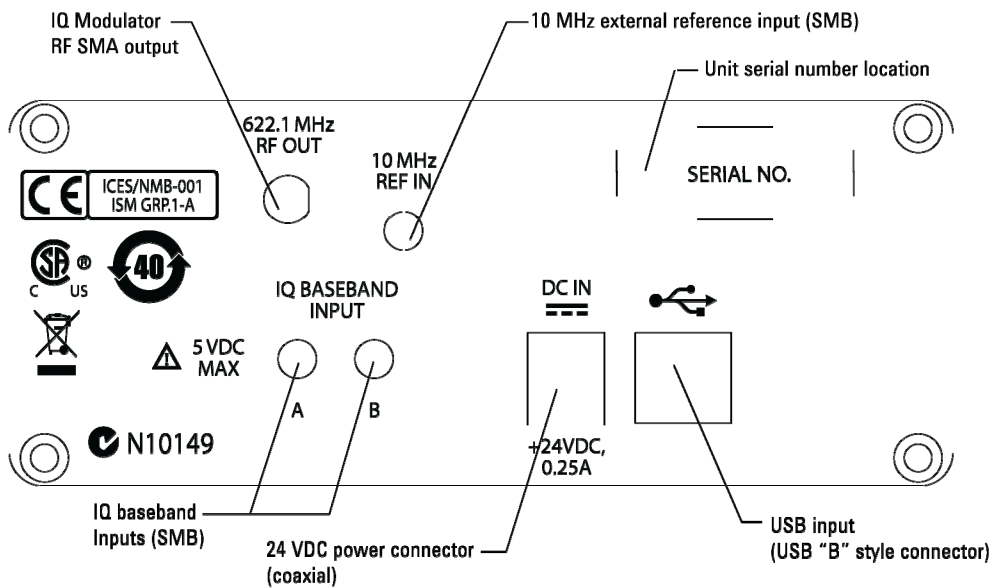 IQ Modulator
RF SMA output
10 MHz external reference input (SMB)
Unit serial number location
622.1 MHz
RF OUT
10 MHz
REF IN
SERIAL NO.
CE
ICES/NMB-001
ISM GRP.1-A
SA ®
C US
40
IQ BASEBAND
INPUT
DC IN
5 VDC
MAX
A
B
N10149
+24VDC,
0.25A
IQ baseband
Inputs (SMB)
24 VDC power connector
(coaxial)
USB input
(USB “B” style connector)